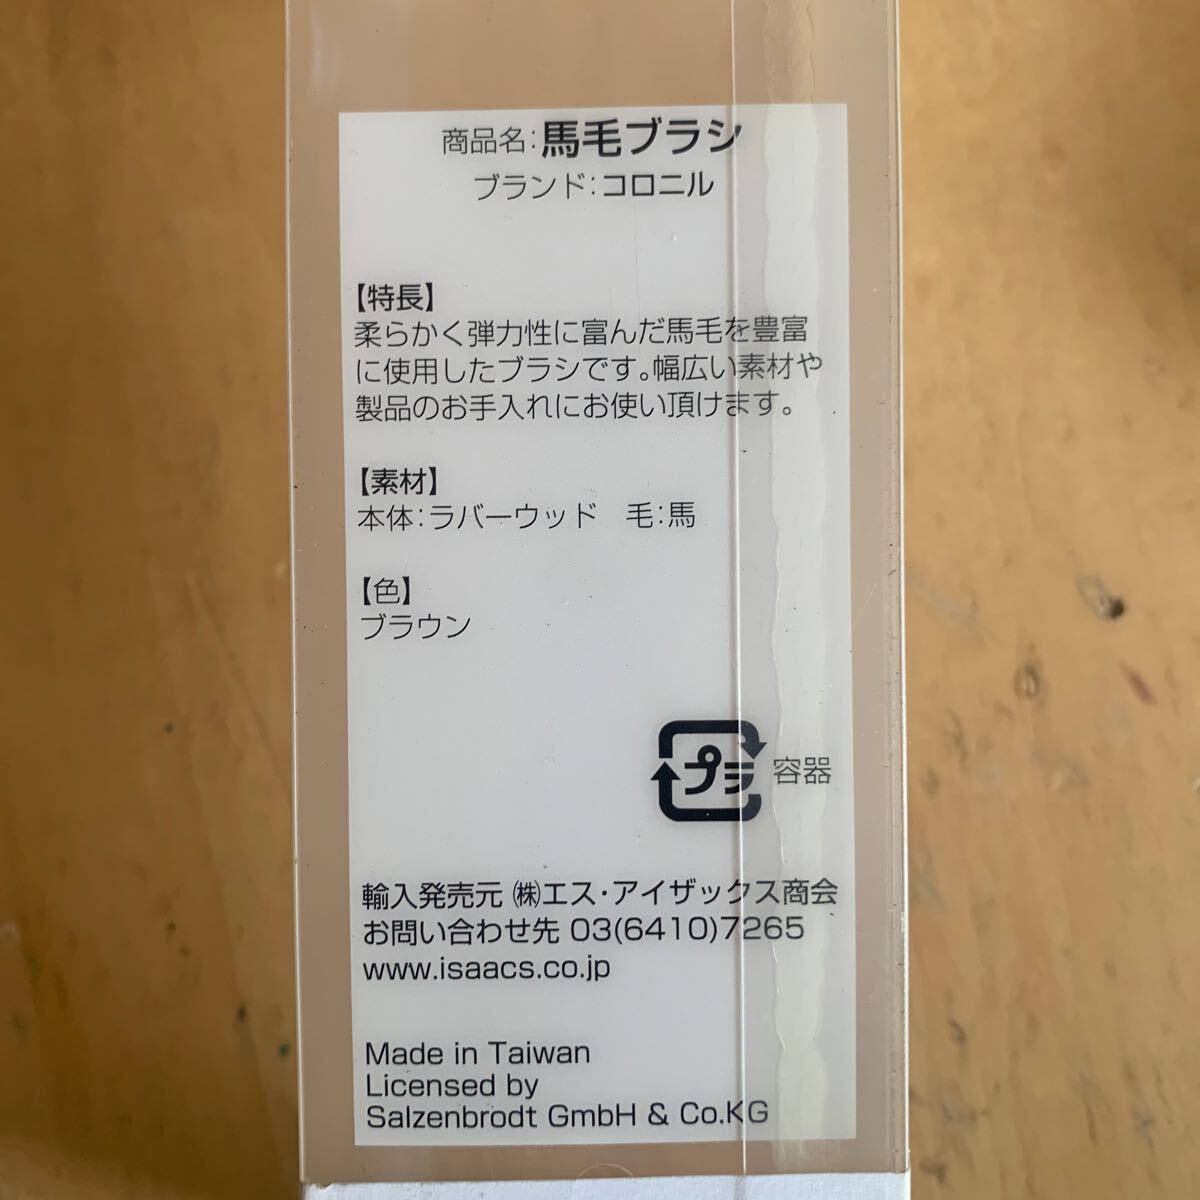 商品名:馬毛ブラシ
ブランド:コロニル
【特長】
柔らかく弾力性に富んだ馬毛を豊富
に使用したブラシです。幅広い素材や
製品のお手入れにお使い頂けます。
【素材】
本体:ラバーウッド　毛:馬
【色】
ブラウン
プラ 容器
輸入発売元 ㈱エス・アイザックス商会
お問い合わせ先 03(6410)7265
www.isaacs.co.jp
Made in Taiwan
Licensed by
Salzenbrodt GmbH & Co.KG